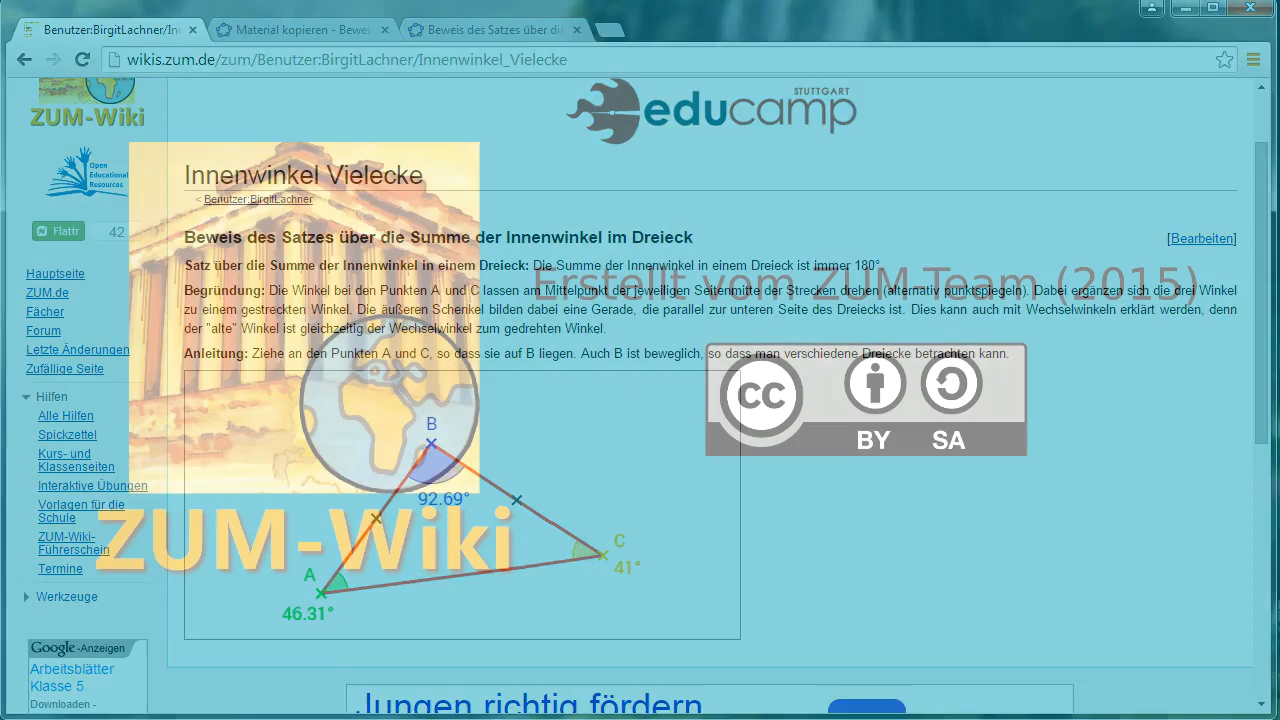 Benutzer:BirgitLachner/In
Material kopieren - Bewe
Beweis des Satzes über di
wikis.zum.de/zum/Benutzer:BirgitLachner/Innenwinkel_Vielecke
ZUM-Wiki
Open
Educational
Resources
Flattr
42
Hauptseite
ZUM.de
Fächer
Forum
Letzte Änderungen
Zufällige Seite
Hilfen
Alle Hilfen
Spickzettel
Kurs- und
Klassenseiten
Interaktive Übungen
Vorlagen für die
Schule
ZUM-Wiki-
Führerschein
Termine
Werkzeuge
Google-Anzeigen
Arbeitsblätter
Klasse 5
Downloaden -
STUTTGART
educamp
Innenwinkel Vielecke
< Benutzer:BirgitLachner
Beweis des Satzes über die Summe der Innenwinkel im Dreieck
[Bearbeiten]
Satz über die Summe der Innenwinkel in einem Dreieck: Die Summe der Innenwinkel in einem Dreieck ist immer 180°.
Erstellt vom ZUM-Team (2015)
Begründung: Die Winkel bei den Punkten A und C lassen am Mittelpunkt der jeweiligen Seitenmitte der Strecken drehen (alternativ punktspiegeln). Dabei ergänzen sich die drei Winkel
zu einem gestreckten Winkel. Die äußeren Schenkel bilden dabei eine Gerade, die parallel zur unteren Seite des Dreiecks ist. Dies kann auch mit Wechselwinkeln erklärt werden, denn
der "alte" Winkel ist gleichzeitig der Wechselwinkel zum gedrehten Winkel.
Anleitung: Ziehe an den Punkten A und C, so dass sie auf B liegen. Auch B ist beweglich, so dass man verschiedene Dreiecke betrachten kann.
cc
BY SA
B
92.69°
C
41°
A
46.31°
ZUM-Wiki
Jungen richtig fördern